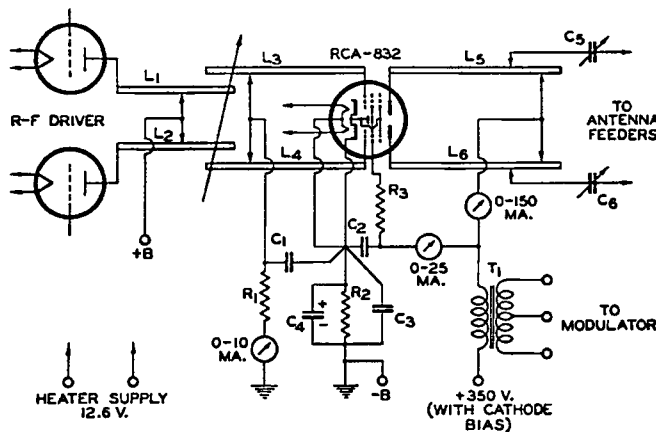 RCA-832
C5
L3
L5
L1
R-F DRIVER
TO
ANTENNA
FEEDERS
L2
L4
L6
R3
C6
0-150
MA.
+B
C1
C2
0-25
MA.
T1
R1
R2
C4
+
-
C3
TO
MODULATOR
0-10
MA.
-B
HEATER SUPPLY
12.6 V.
+350 V.
(WITH CATHODE
BIAS)